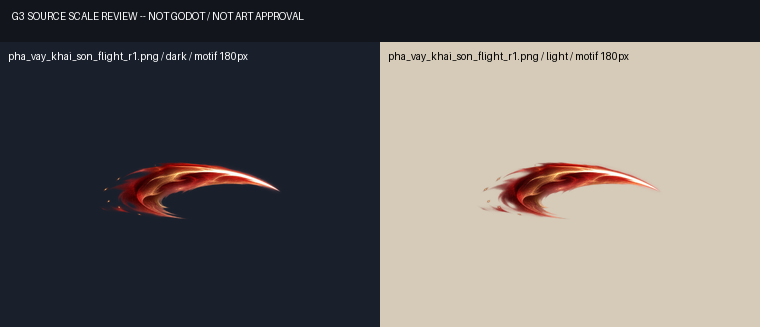 G3 SOURCE SCALE REVIEW -- NOT GODOT / NOT ART APPROVAL
pha_vay_khai_son_flight_r1.png / dark / motif 180px
pha_vay_khai_son_flight_r1.png / light / motif 180px